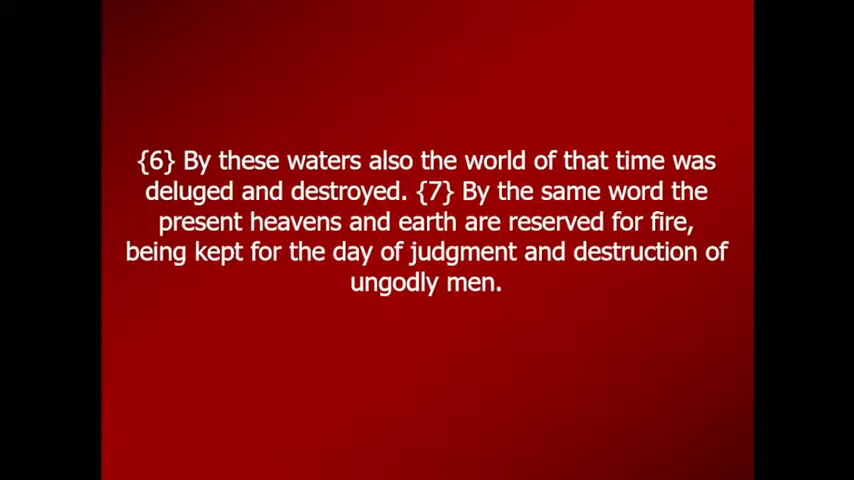 {6} By these waters also the world of that time was
deluged and destroyed. {7} By the same word the
present heavens and earth are reserved for fire,
being kept for the day of judgment and destruction of
ungodly men.